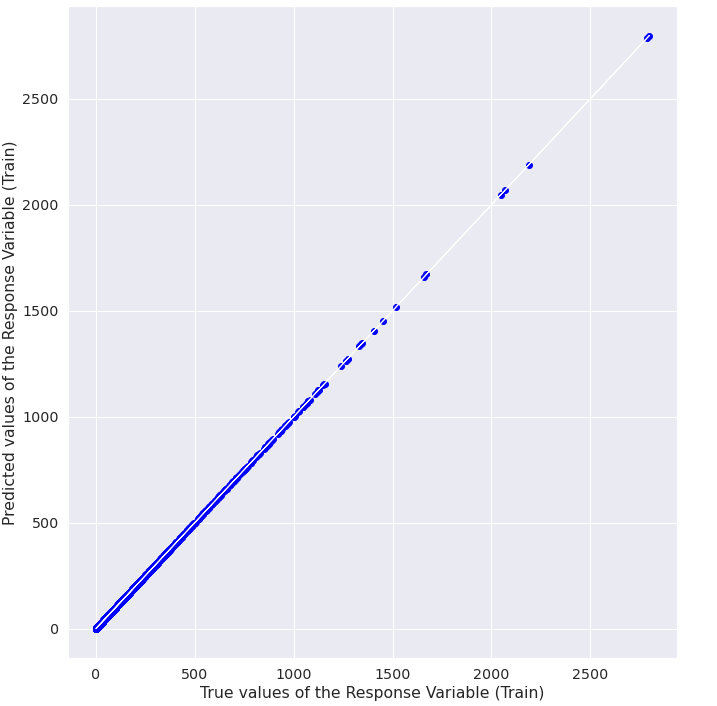 2500
2000
1500
1000
500
0
Predicted values of the Response Variable (Train)
0 500 1000 1500 2000 2500
True values of the Response Variable (Train)